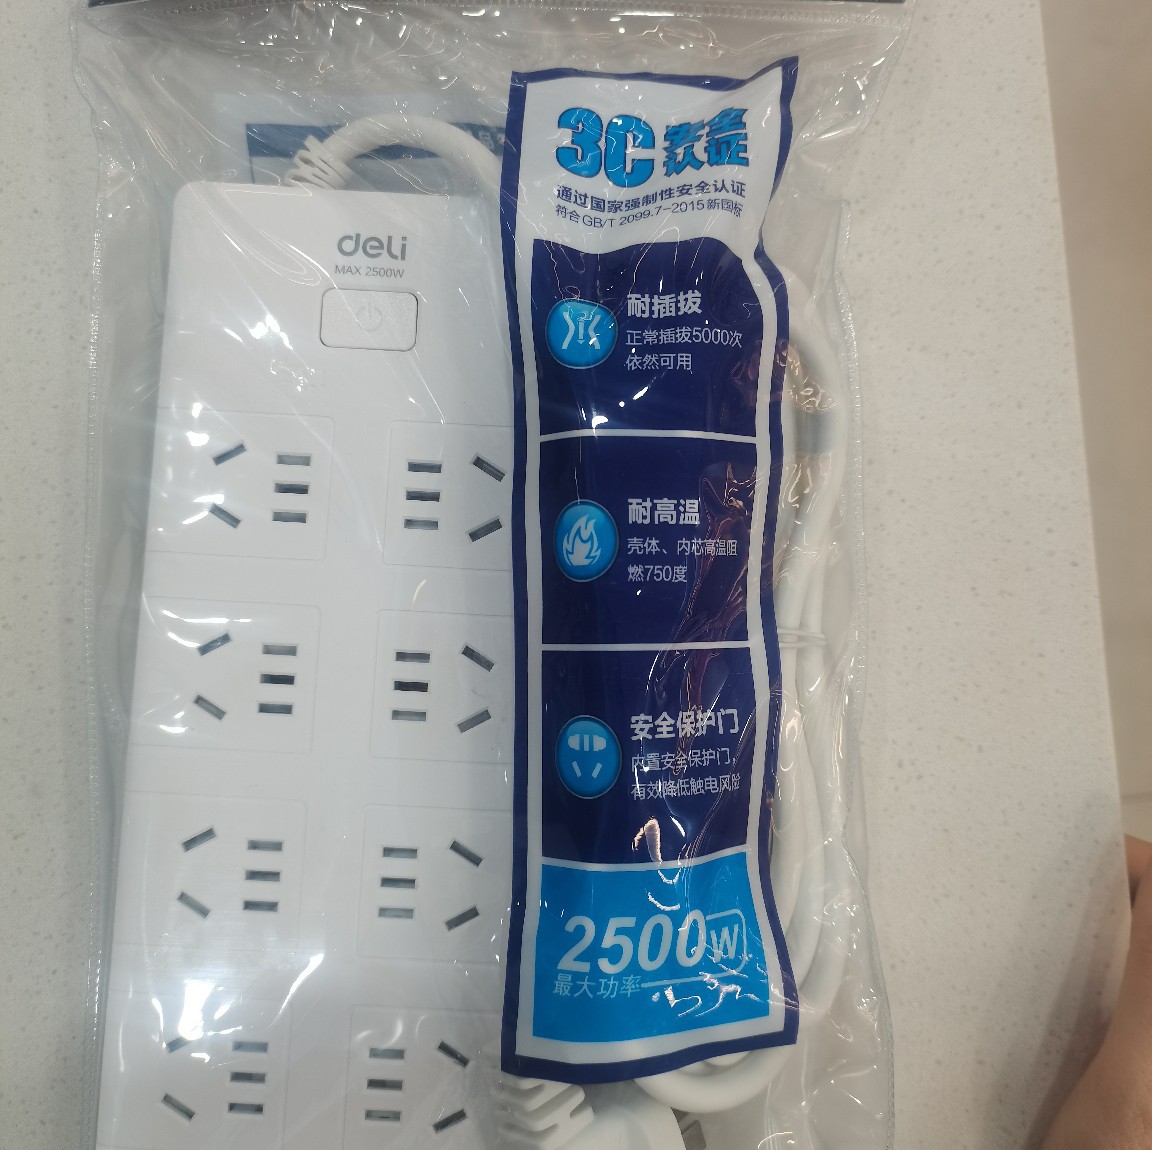 deli
MAX 2500W
3C安全认证
通过国家强制性安全认证
符合GB/T 2099.7-2015新国标
耐插拔
正常插拔5000次
依然可用
耐高温
壳体、内芯高温阻
燃750度
安全保护门
内置安全保护门，
有效降低触电风险
2500W
最大功率